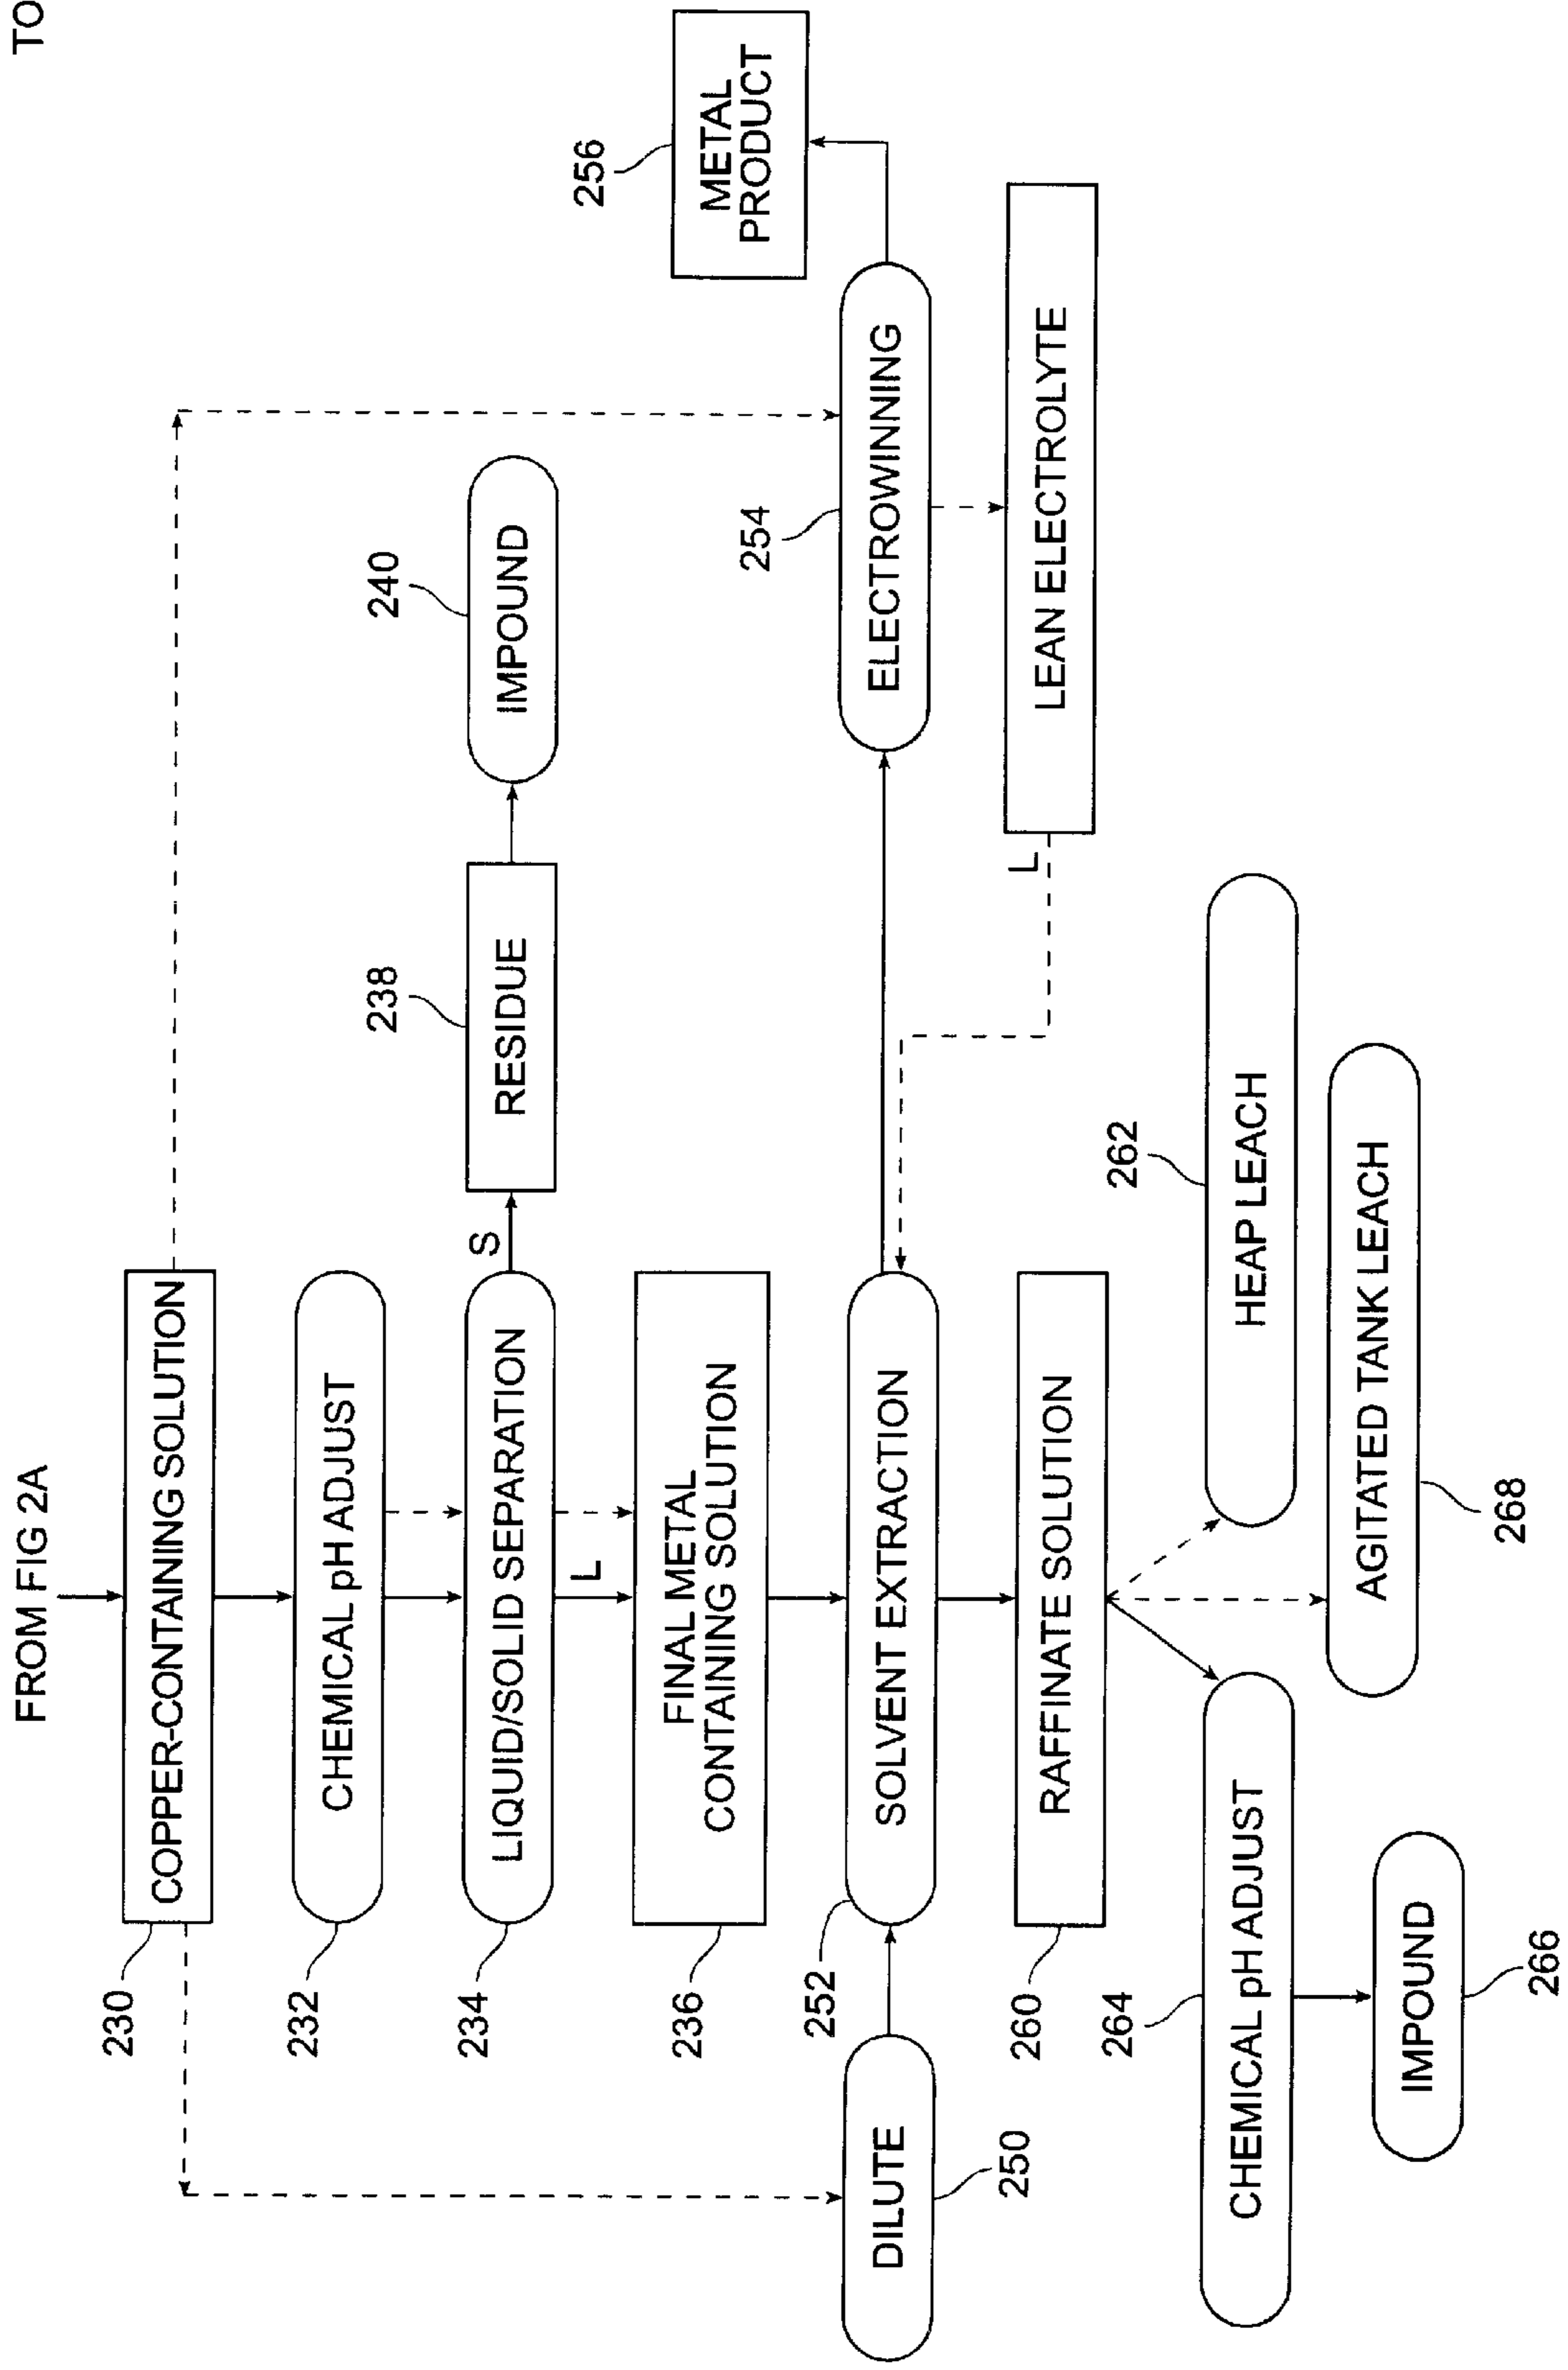 TO
FROM FIG 2A
230
COPPER-CONTAINING SOLUTION
232
CHEMICAL pH ADJUST
234
LIQUID/SOLID SEPARATION
S
238
RESIDUE
240
IMPOUND
L
236
FINAL METAL
CONTAINING SOLUTION
250
DILUTE
252
SOLVENT EXTRACTION
254
ELECTROWINNING
256
METAL
PRODUCT
L
LEAN ELECTROLYTE
260
RAFFINATE SOLUTION
262
HEAP LEACH
264
CHEMICAL pH ADJUST
268
AGITATED TANK LEACH
266
IMPOUND